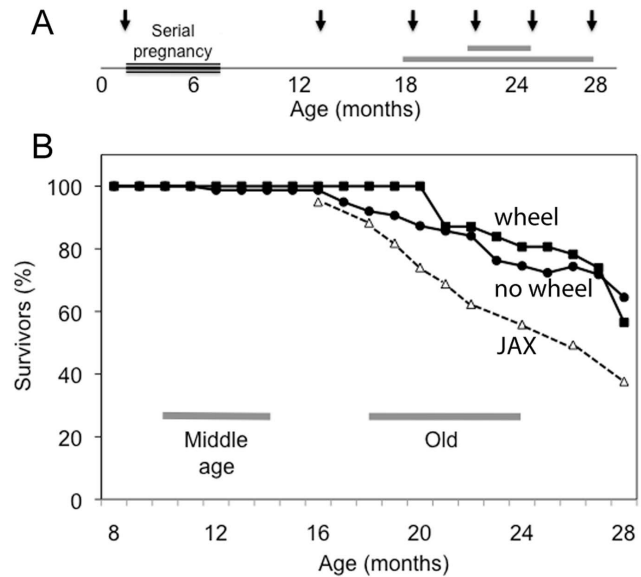 A
Serial
pregnancy
0 6 12 18 24 28
Age (months)
B
100
80
60
40
20
0
Survivors (%)
wheel
no wheel
JAX
Middle
age
Old
8 12 16 20 24 28
Age (months)